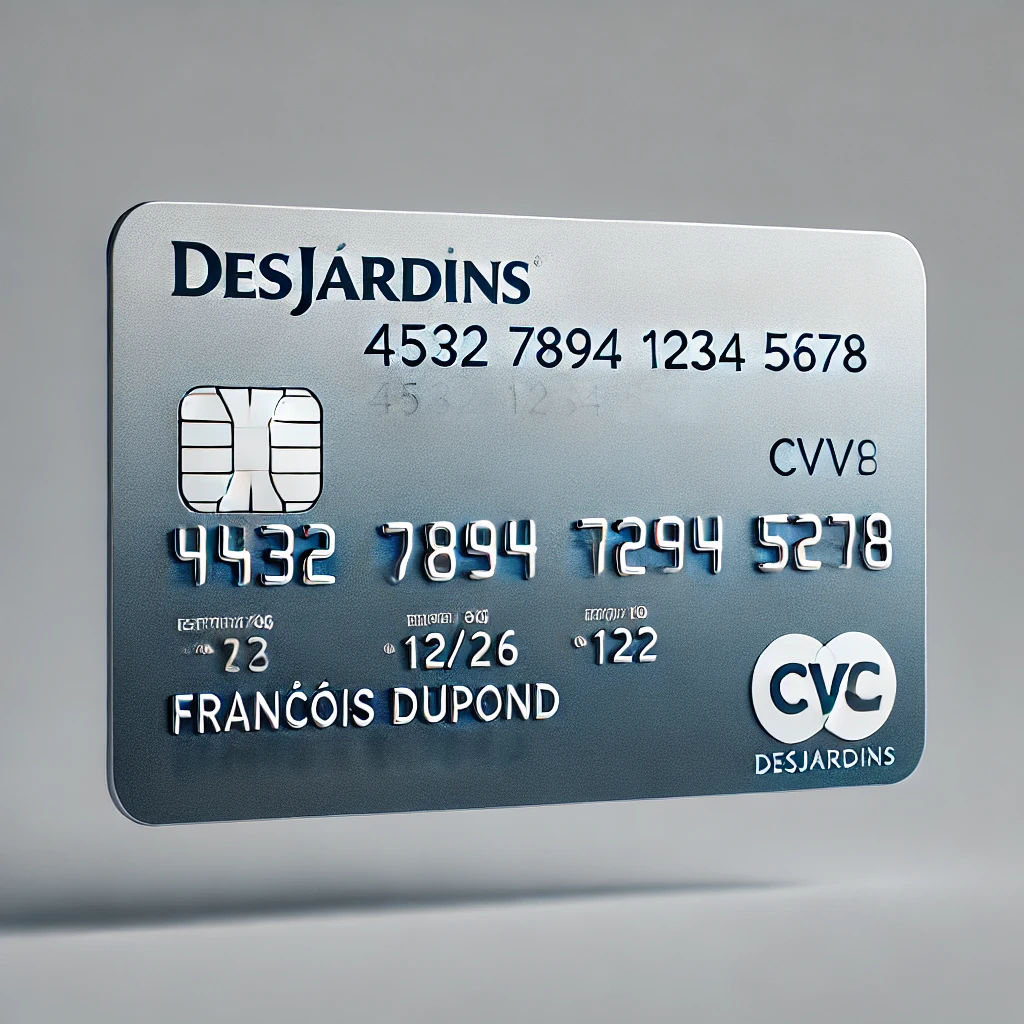 DESJÁRDINS
4532 7894 1234 5678
CVV8
4432 7894 7294 5278
23 12/26 122
FRANĆÓIS DUPOND
CVC
DESJARDINS